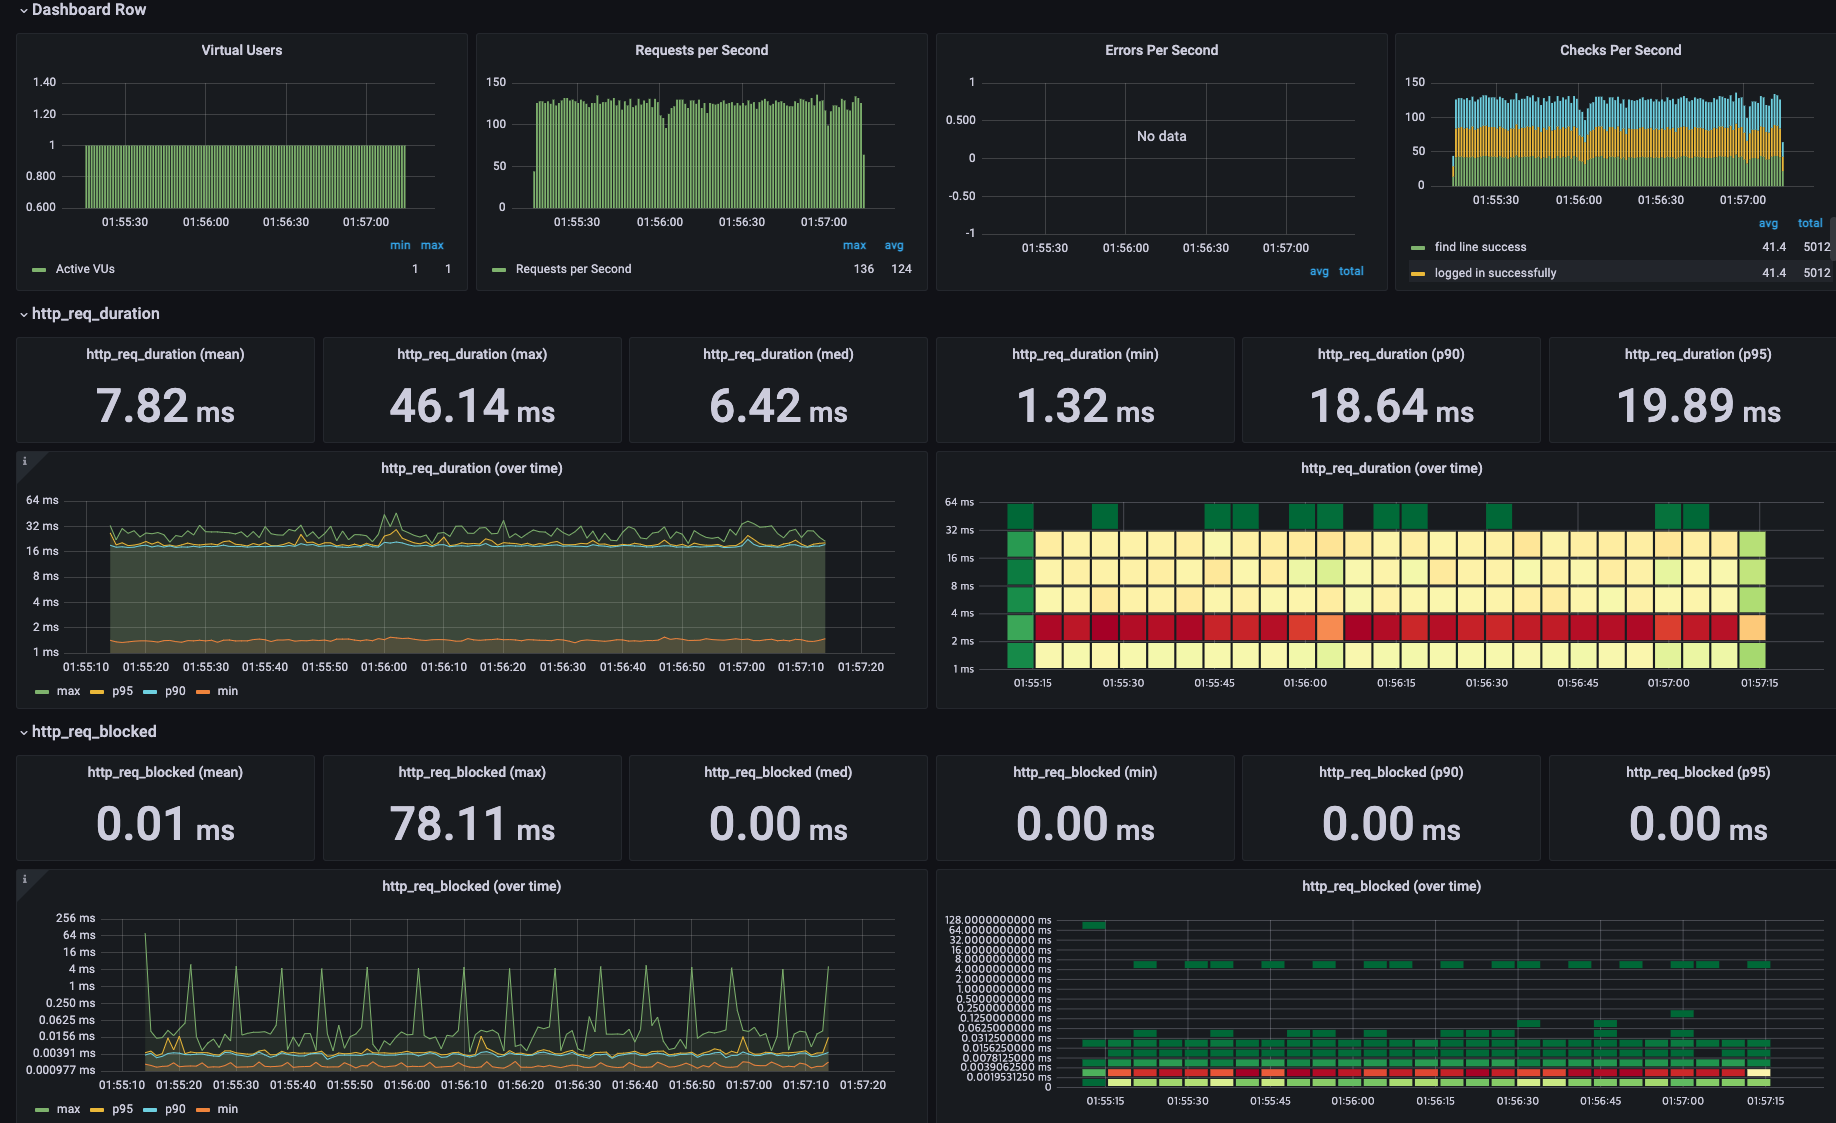 Dashboard Row
Virtual Users
1.40
1.20
1
0.800
0.600
01:55:30 01:56:00 01:56:30 01:57:00
min max
Active VUs 1 1
Requests per Second
150
100
50
0
01:55:30 01:56:00 01:56:30 01:57:00
max avg
Requests per Second 136 124
Errors Per Second
1
0.500
0
-0.50
-1
No data
01:55:30 01:56:00 01:56:30 01:57:00
avg total
Checks Per Second
150
100
50
0
01:55:30 01:56:00 01:56:30 01:57:00
avg total
find line success 41.4 5012
logged in successfully 41.4 5012
http_req_duration
http_req_duration (mean)
7.82 ms
http_req_duration (max)
46.14 ms
http_req_duration (med)
6.42 ms
http_req_duration (min)
1.32 ms
http_req_duration (p90)
18.64 ms
http_req_duration (p95)
19.89 ms
i
http_req_duration (over time)
64 ms
32 ms
16 ms
8 ms
4 ms
2 ms
1 ms
01:55:10 01:55:20 01:55:30 01:55:40 01:55:50 01:56:00 01:56:10 01:56:20 01:56:30 01:56:40 01:56:50 01:57:00 01:57:10 01:57:20
max p95 p90 min
http_req_duration (over time)
64 ms
32 ms
16 ms
8 ms
4 ms
2 ms
1 ms
01:55:15 01:55:30 01:55:45 01:56:00 01:56:15 01:56:30 01:56:45 01:57:00 01:57:15
http_req_blocked
http_req_blocked (mean)
0.01 ms
http_req_blocked (max)
78.11 ms
http_req_blocked (med)
0.00 ms
http_req_blocked (min)
0.00 ms
http_req_blocked (p90)
0.00 ms
http_req_blocked (p95)
0.00 ms
i
http_req_blocked (over time)
256 ms
64 ms
16 ms
4 ms
1 ms
0.250 ms
0.0625 ms
0.0156 ms
0.00391 ms
0.000977 ms
01:55:10 01:55:20 01:55:30 01:55:40 01:55:50 01:56:00 01:56:10 01:56:20 01:56:30 01:56:40 01:56:50 01:57:00 01:57:10 01:57:20
max p95 p90 min
http_req_blocked (over time)
128.0000000000 ms
64.0000000000 ms
32.0000000000 ms
16.0000000000 ms
8.0000000000 ms
4.0000000000 ms
2.0000000000 ms
1.0000000000 ms
0.5000000000 ms
0.2500000000 ms
0.1250000000 ms
0.0625000000 ms
0.0312500000 ms
0.0156250000 ms
0.0078125000 ms
0.0039062500 ms
0.0019531250 ms
0
01:55:15 01:55:30 01:55:45 01:56:00 01:56:15 01:56:30 01:56:45 01:57:00 01:57:15